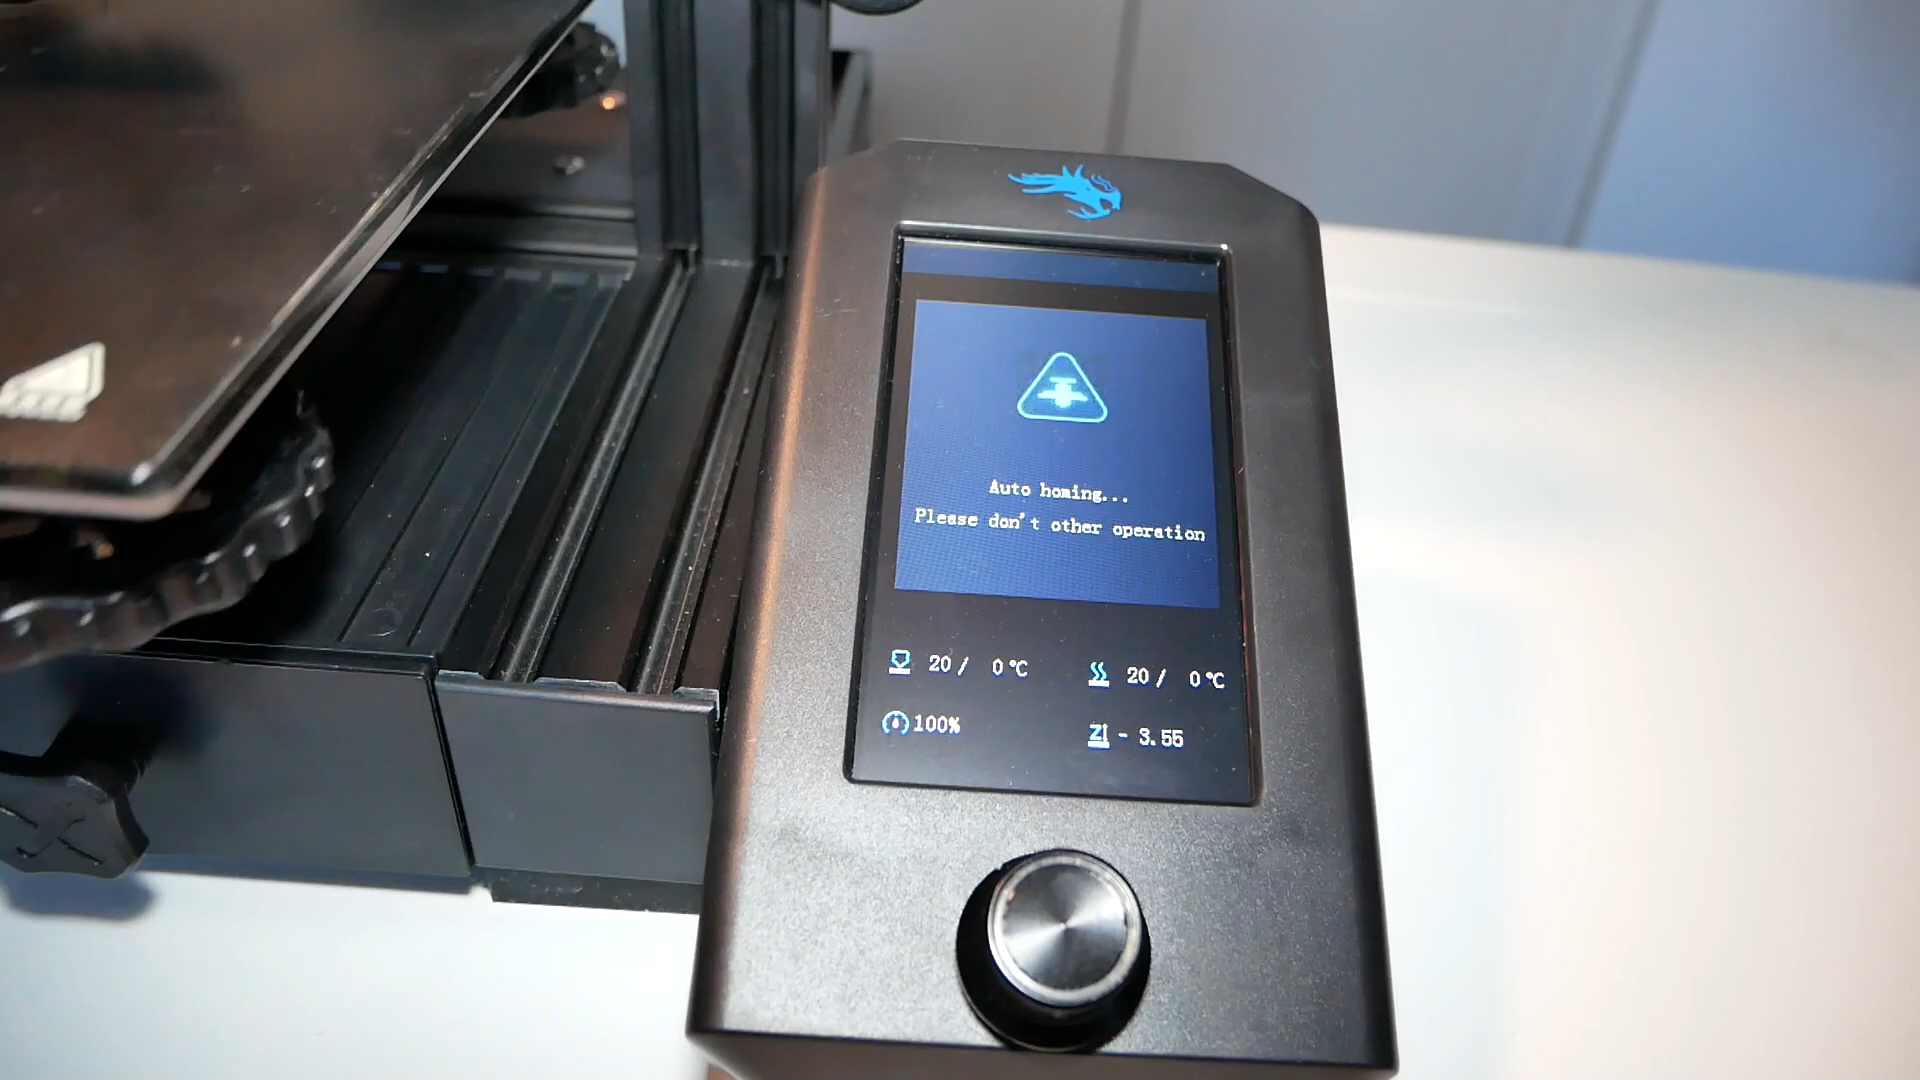 Auto homing...
Please don't other operation
20 / 0℃ 20 / 0℃
100% Z - 3.55